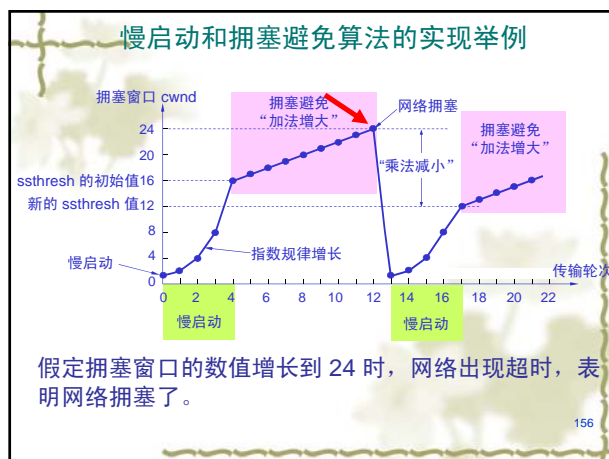 慢启动和拥塞避免算法的实现举例
拥塞窗口 cwnd
拥塞避免
“加法增大”
网络拥塞
拥塞避免
“加法增大”
24
20
“乘法减小”
ssthresh 的初始值16
新的 ssthresh 值12
8
4
0
指数规律增长
慢启动
传输轮次
0 2 4 6 8 10 12 14 16 18 20 22
慢启动
慢启动
假定拥塞窗口的数值增长到 24 时，网络出现超时，表
明网络拥塞了。
156